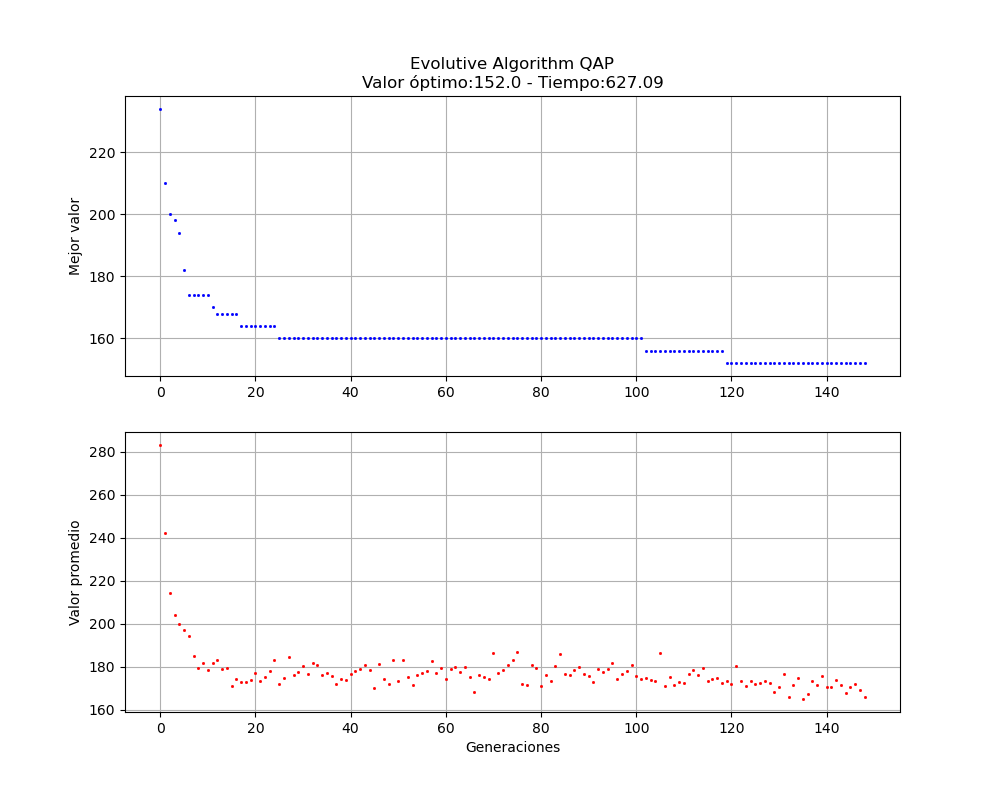 Evolutive Algorithm QAP
Valor óptimo:152.0 - Tiempo:627.09
Mejor valor
220
200
180
160
0 20 40 60 80 100 120 140
Valor promedio
280
260
240
220
200
180
160
0 20 40 60 80 100 120 140
Generaciones